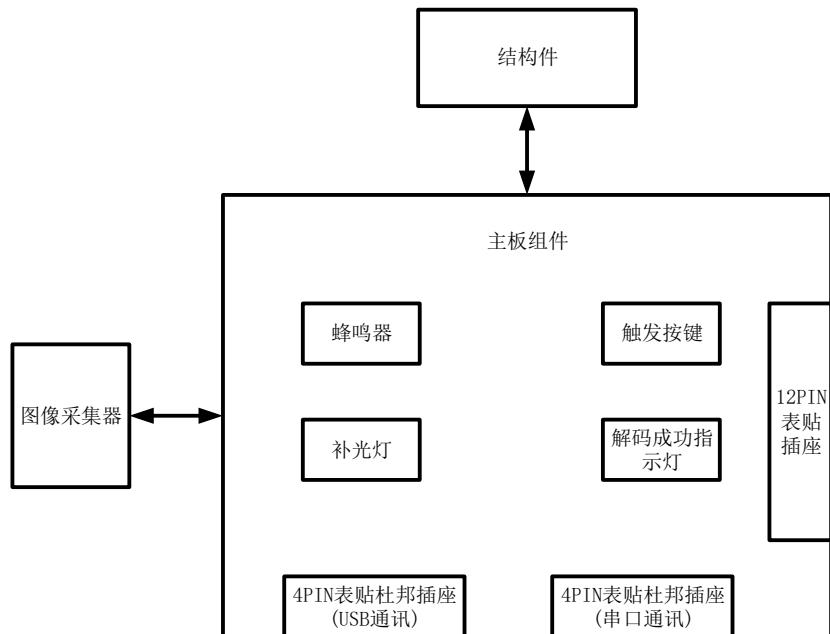 结构件
主板组件
蜂鸣器
触发按键
图像采集器
补光灯
解码成功指
示灯
12PIN
表贴
插座
4PIN表贴杜邦插座
(USB通讯)
4PIN表贴杜邦插座
(串口通讯)